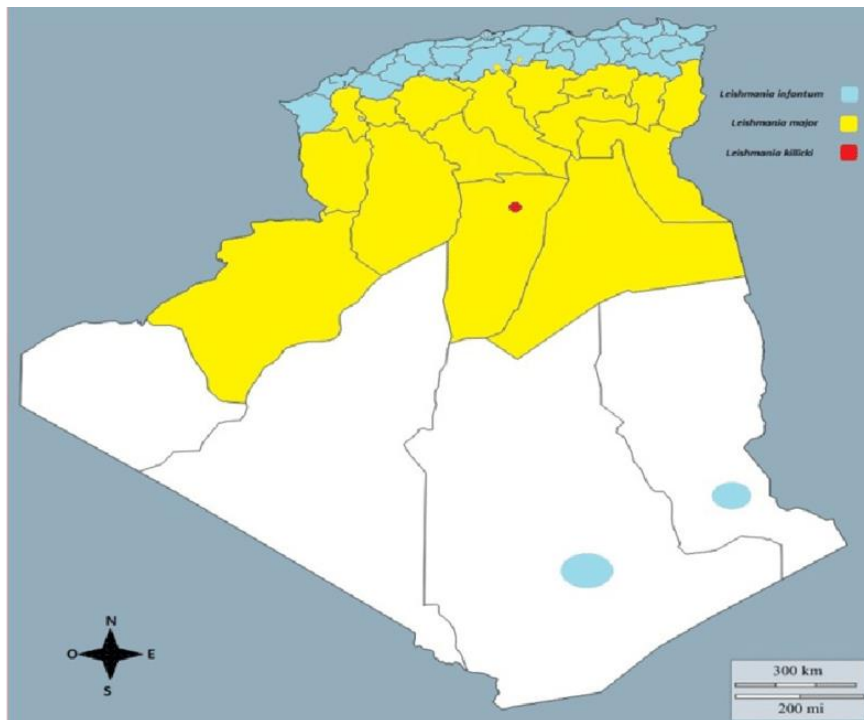 Leishmania infantum
Leishmania major
Leishmania killicki
N
O E
S
300 km
200 mi